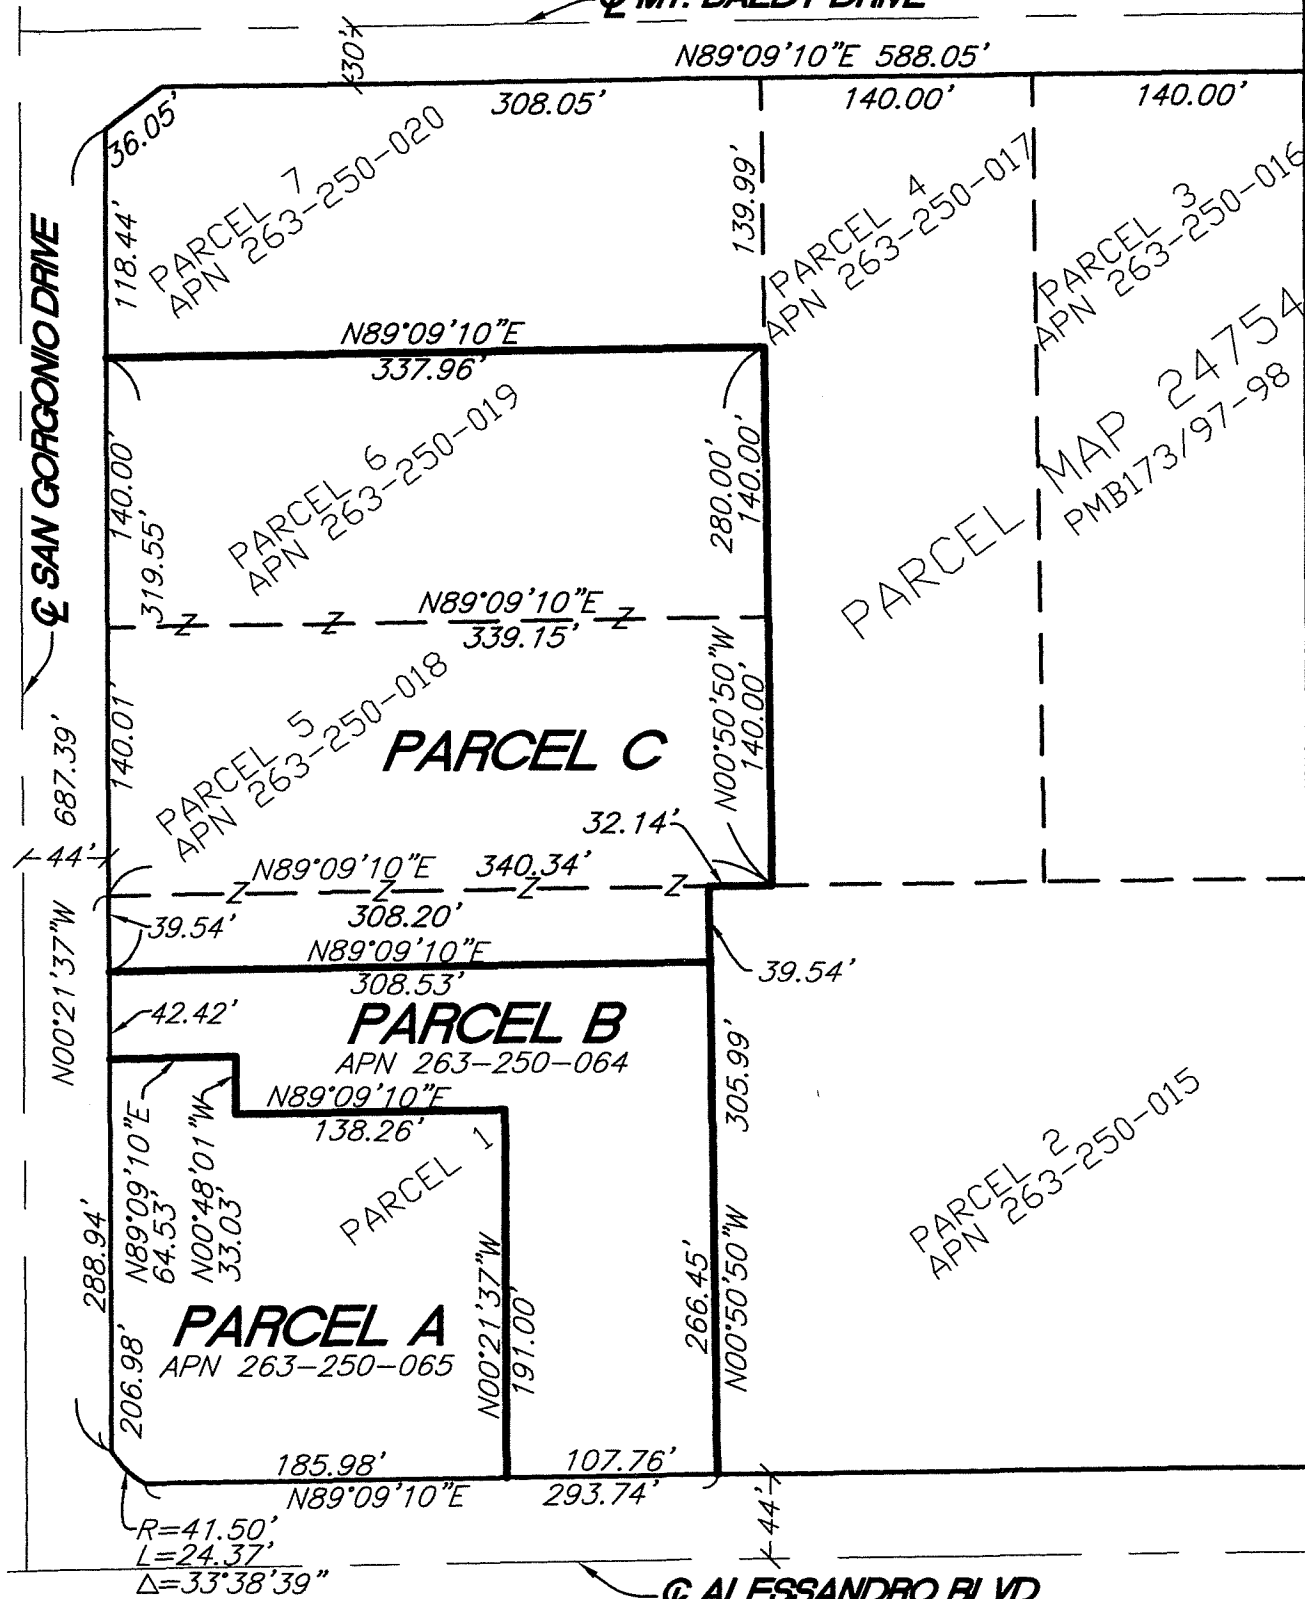 ℄ MT. BALDY DRIVE
30'
N89°09'10"E 588.05'
36.05'
308.05'
140.00'
140.00'
PARCEL 7
APN 263-250-020
139.99'
PARCEL 4
APN 263-250-017
PARCEL 3
APN 263-250-016
118.44'
℄ SAN GORGONIO DRIVE
N89°09'10"E
337.96'
PARCEL MAP 24754
PMB173/97-98
PARCEL 6
APN 263-250-019
140.00'
319.55'
280.00'
140.00'
N89°09'10"E
339.15'
Z Z Z
PARCEL 5
APN 263-250-018
PARCEL C
N00°50'50"W
140.00'
140.01'
687.39'
N00°21'37"W
44'
32.14'
N89°09'10"E 340.34'
Z Z Z Z
308.20'
39.54'
N89°09'10"E
308.53'
39.54'
42.42'
PARCEL B
APN 263-250-064
305.99'
N89°09'10"E
138.26'
N89°09'10"E
64.53'
N00°48'01"W
33.03'
PARCEL 1
PARCEL 2
APN 263-250-015
288.94'
206.98'
PARCEL A
APN 263-250-065
N00°21'37"W
191.00'
266.45'
N00°50'50"W
185.98'
N89°09'10"E
107.76'
293.74'
44'
R=41.50'
L=24.37'
Δ=33°38'39"
℄ ALESSANDRO BLVD